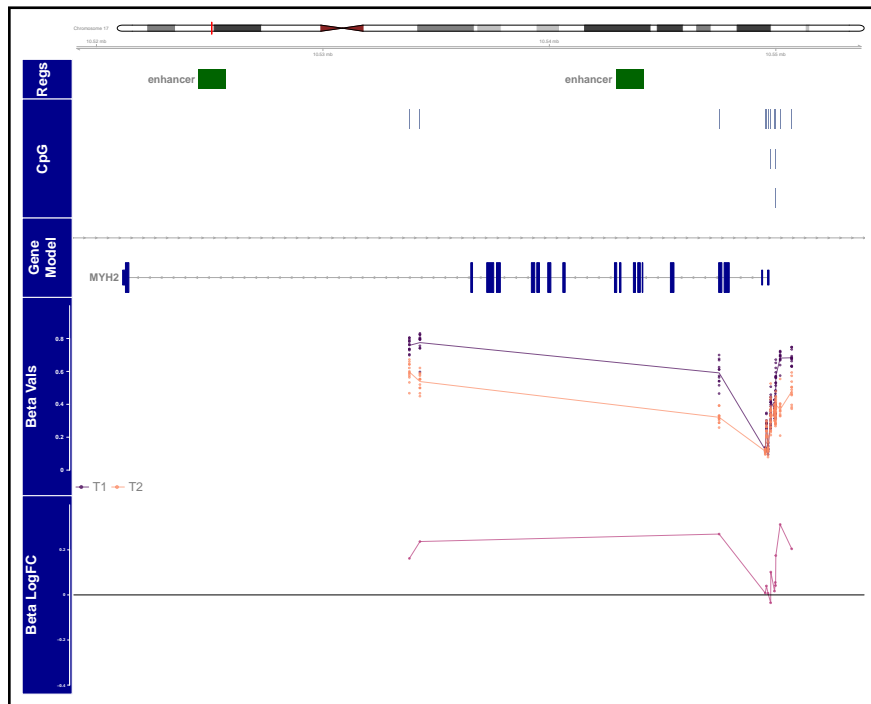 Chromosome 17
10.52 mb
10.53 mb
10.54 mb
10.55 mb
Regs
enhancer
enhancer
CpG
Gene
Model
MYH2
Beta Vals
0.8
0.6
0.4
0.2
0
T1 T2
Beta LogFC
0.2
0
-0.2
-0.4